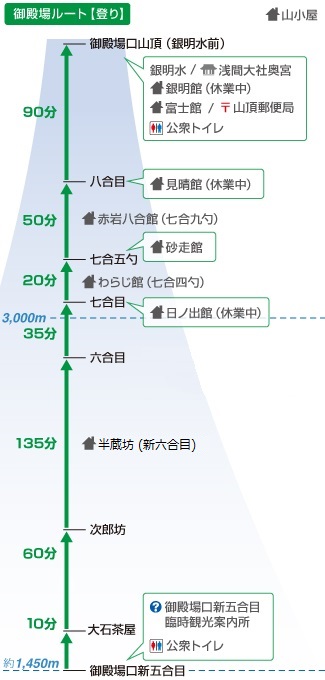 御殿場ルート【登り】
山小屋
御殿場口山頂（銀明水前）
銀明水 / 浅間大社奥宮
銀明館（休業中）
富士館 / 〒山頂郵便局
公衆トイレ
90分
八合目
見晴館（休業中）
50分
赤岩八合館（七合九勺）
砂走館
七合五勺
20分
わらじ館（七合四勺）
七合目
日ノ出館（休業中）
3,000m
35分
六合目
135分
半蔵坊 (新六合目)
次郎坊
60分
御殿場口新五合目
臨時観光案内所
10分
大石茶屋
公衆トイレ
約1,450m
御殿場口新五合目